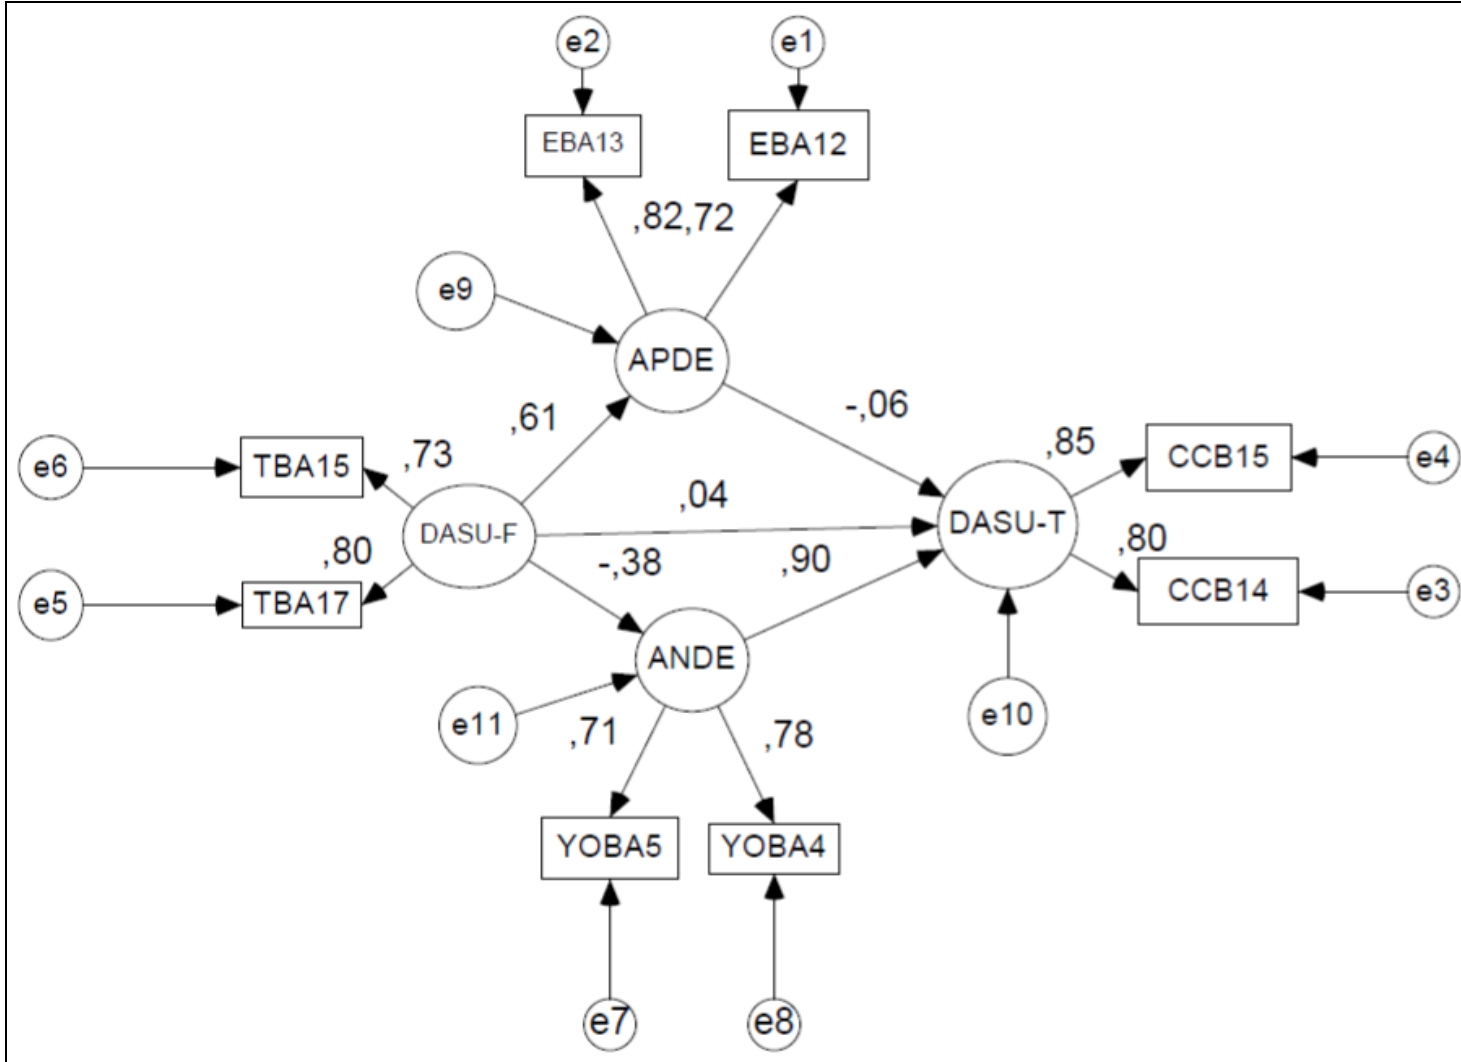 e2
e1
EBA13
EBA12
,82,72
e9
APDE
,61
-,06
e6
TBA15
,73
,85
CCB15
e4
,04
DASU-F
DASU-T
,80
-,38
,90
,80
e5
TBA17
CCB14
e3
ANDE
e11
,71
,78
e10
YOBA5
YOBA4
e7
e8